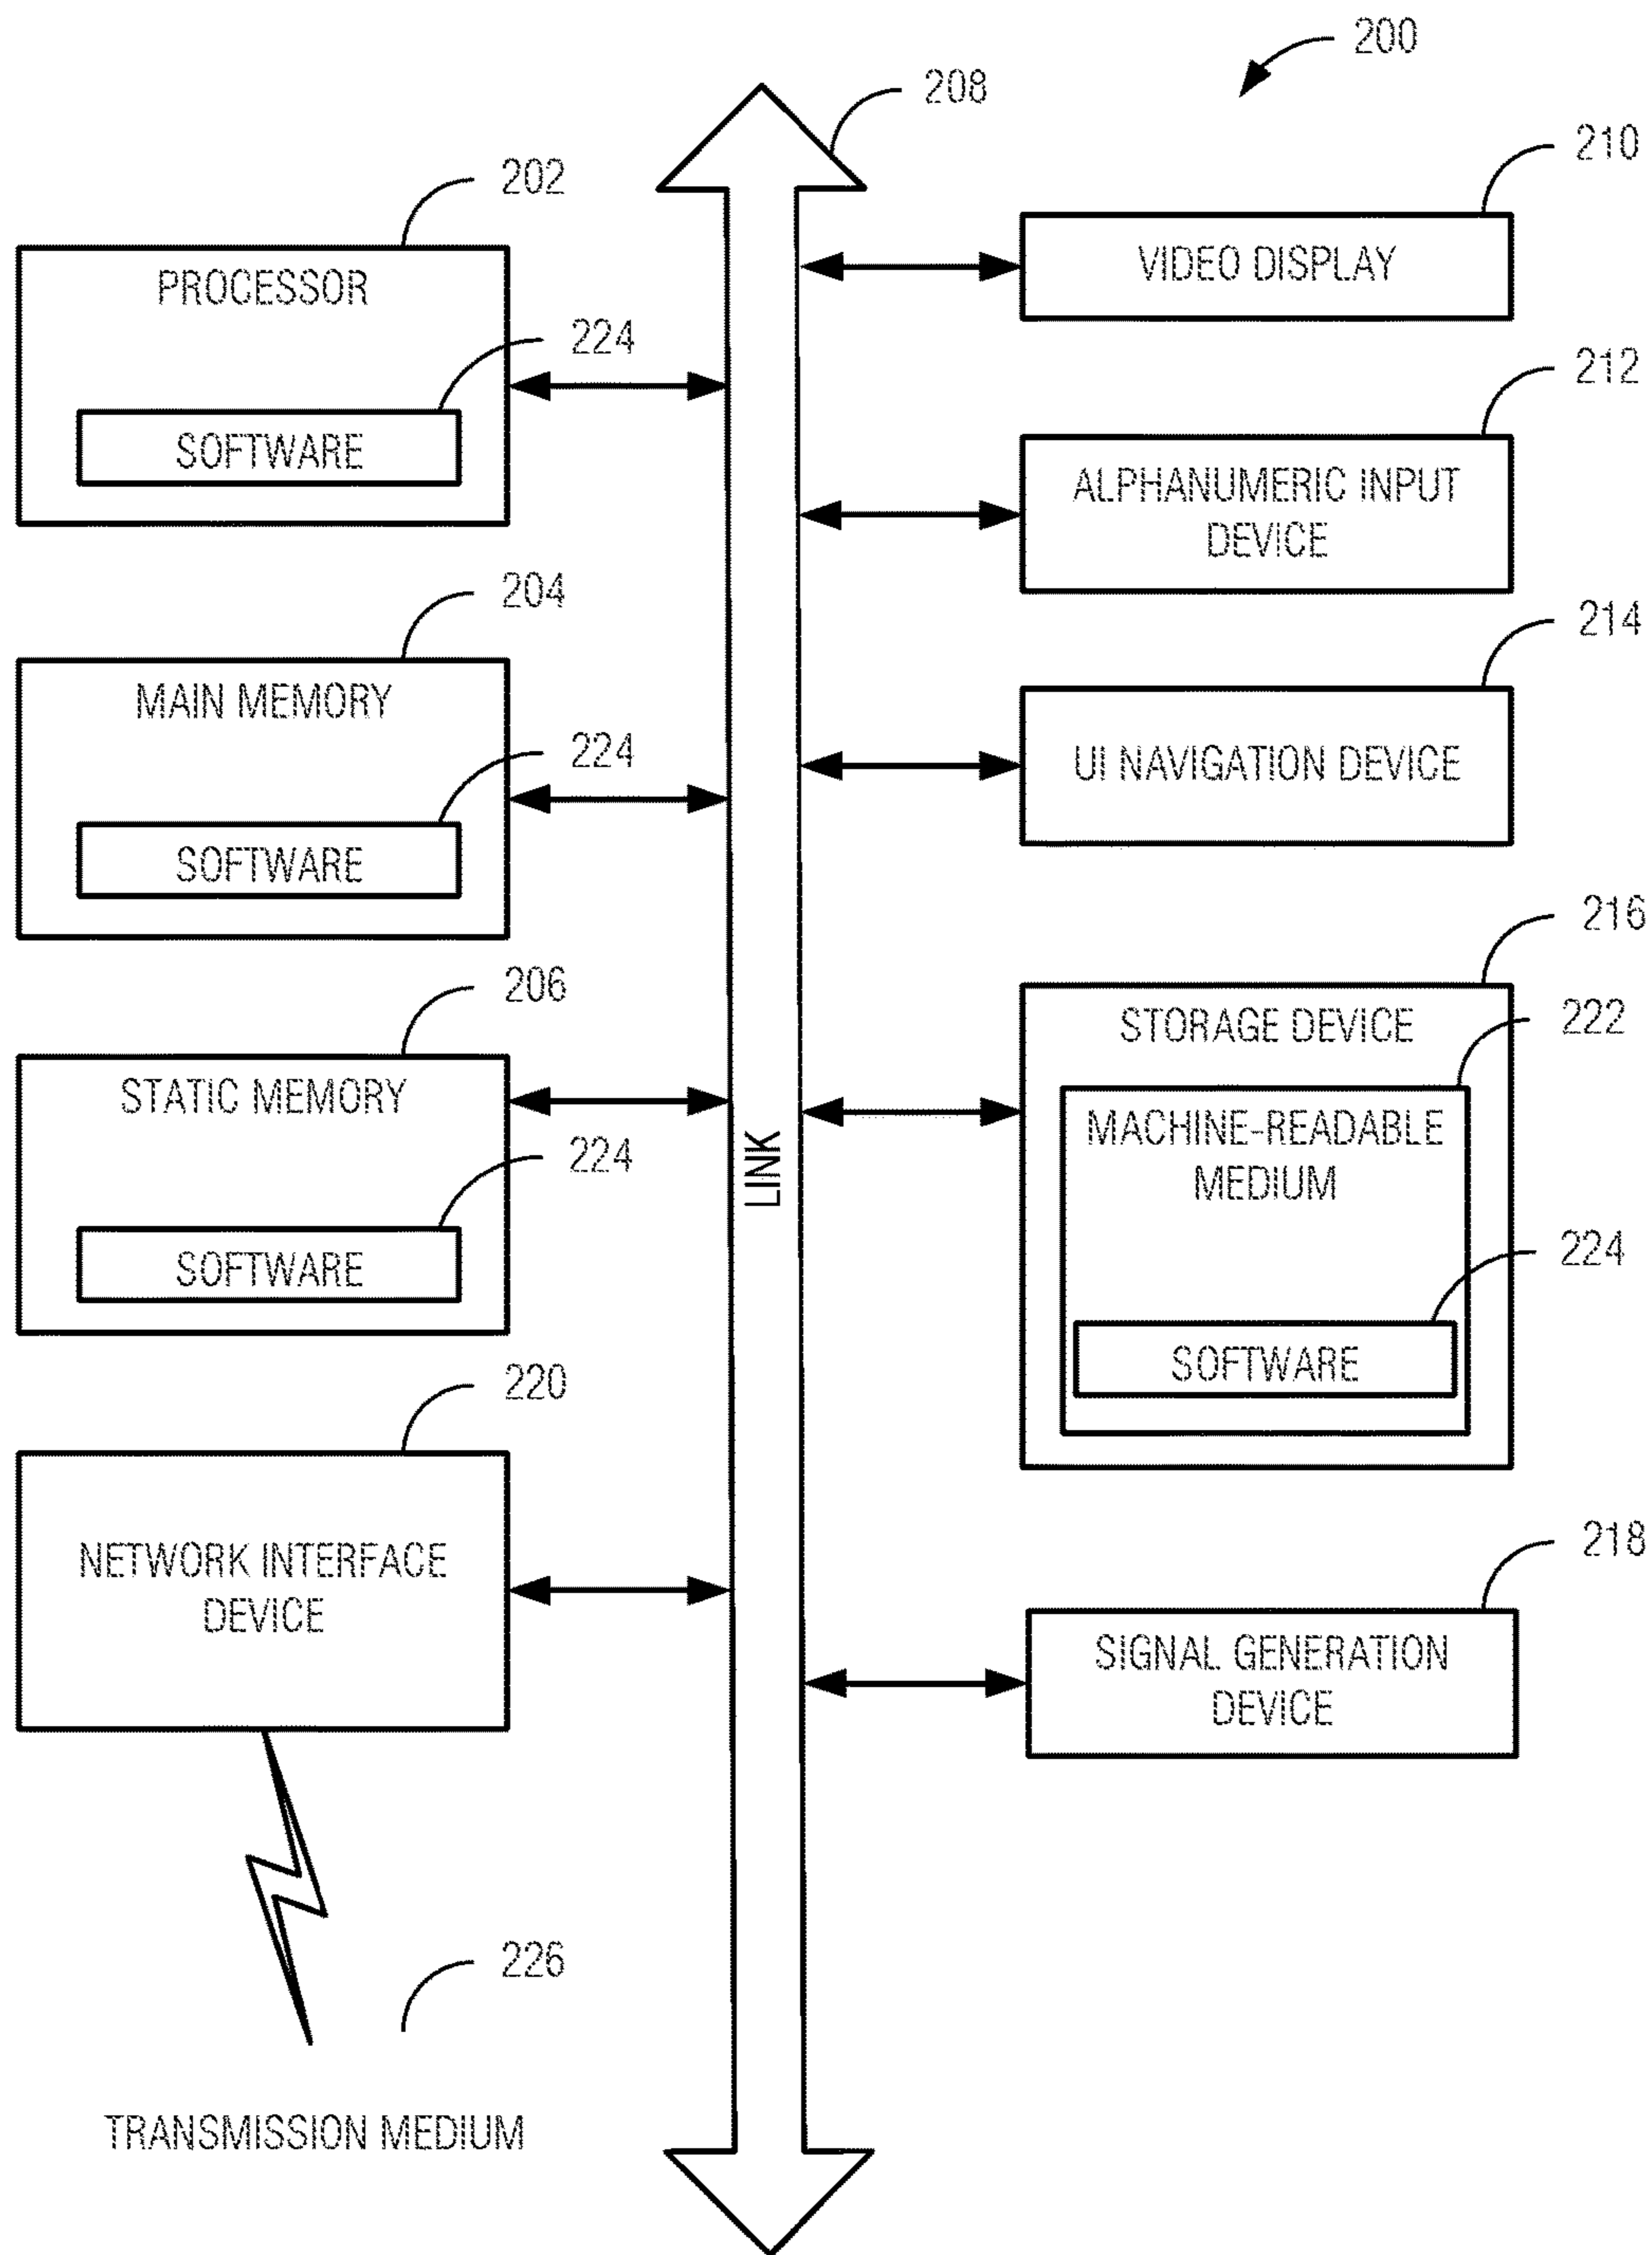 200
208
202
PROCESSOR
224
SOFTWARE
204
MAIN MEMORY
224
SOFTWARE
206
STATIC MEMORY
224
SOFTWARE
220
NETWORK INTERFACE
DEVICE
226
TRANSMISSION MEDIUM
LINK
210
VIDEO DISPLAY
212
ALPHANUMERIC INPUT
DEVICE
214
UI NAVIGATION DEVICE
216
STORAGE DEVICE
222
MACHINE-READABLE
MEDIUM
224
SOFTWARE
218
SIGNAL GENERATION
DEVICE